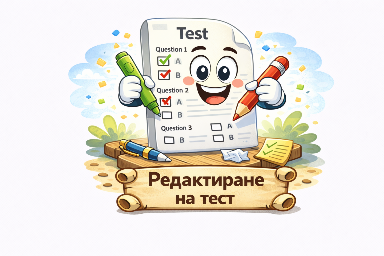 Test
Question 1
A
B
Question 2
A
B
Question 3
A
B
B
Редактиране
на тест